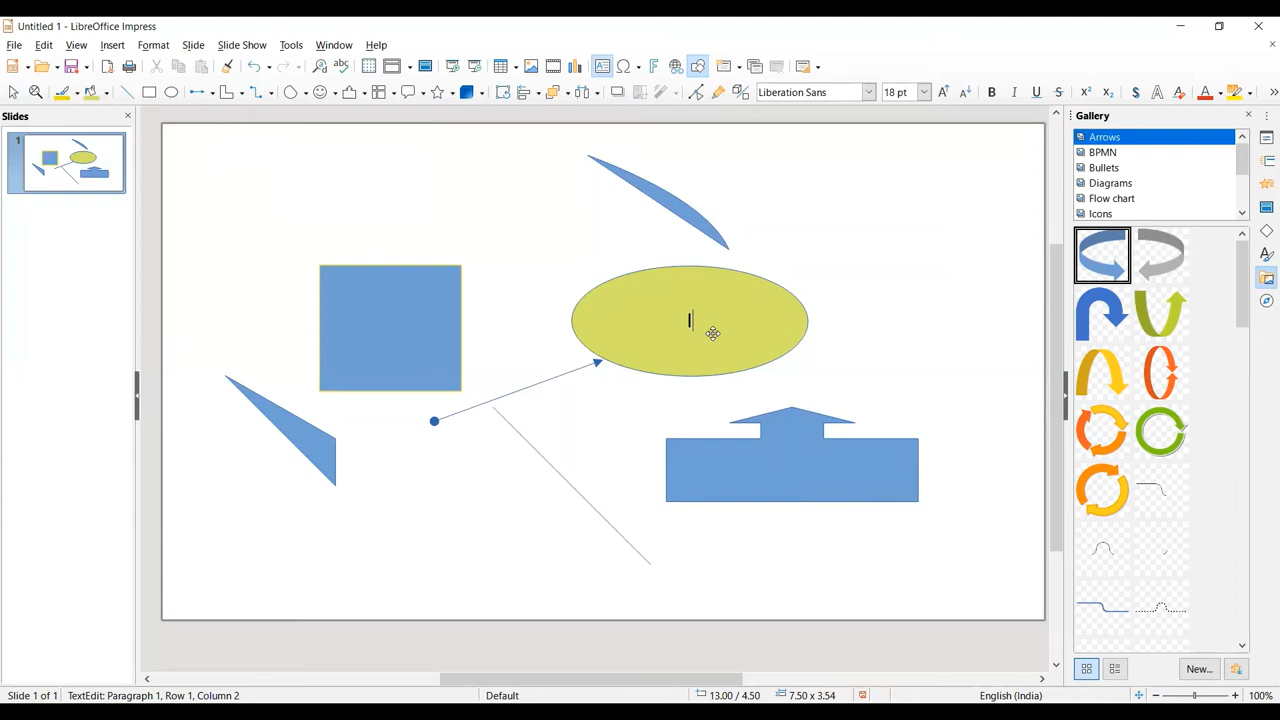 Untitled 1 - LibreOffice Impress
File Edit View Insert Format Slide Slide Show Tools Window Help
Liberation Sans 18 pt
Slides
1
I
Gallery
Arrows
BPMN
Bullets
Diagrams
Flow chart
Icons
New...
Slide 1 of 1 TextEdit: Paragraph 1, Row 1, Column 2 Default 13.00 / 4.50 7.50 x 3.54 English (India) 100%